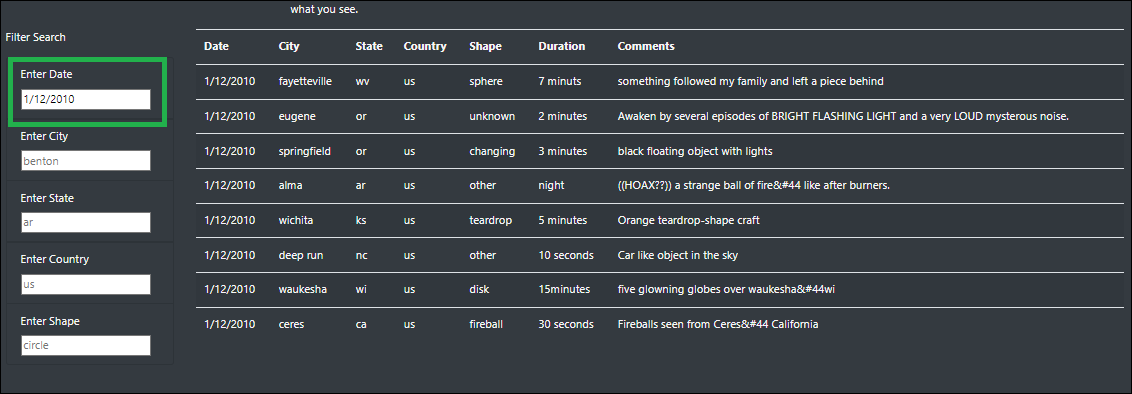 what you see.
Filter Search
Enter Date
1/12/2010
Enter City
benton
Enter State
ar
Enter Country
us
Enter Shape
circle
Date City State Country Shape Duration Comments
1/12/2010 fayetteville wv us sphere 7 minuts something followed my family and left a piece behind
1/12/2010 eugene or us unknown 2 minutes Awaken by several episodes of BRIGHT FLASHING LIGHT and a very LOUD mysterous noise.
1/12/2010 springfield or us changing 3 minutes black floating object with lights
1/12/2010 alma ar us other night ((HOAX??)) a strange ball of fire&#44 like after burners.
1/12/2010 wichita ks us teardrop 5 minutes Orange teardrop-shape craft
1/12/2010 deep run nc us other 10 seconds Car like object in the sky
1/12/2010 waukesha wi us disk 15minutes five glowning globes over waukesha&#44wi
1/12/2010 ceres ca us fireball 30 seconds Fireballs seen from Ceres&#44 California